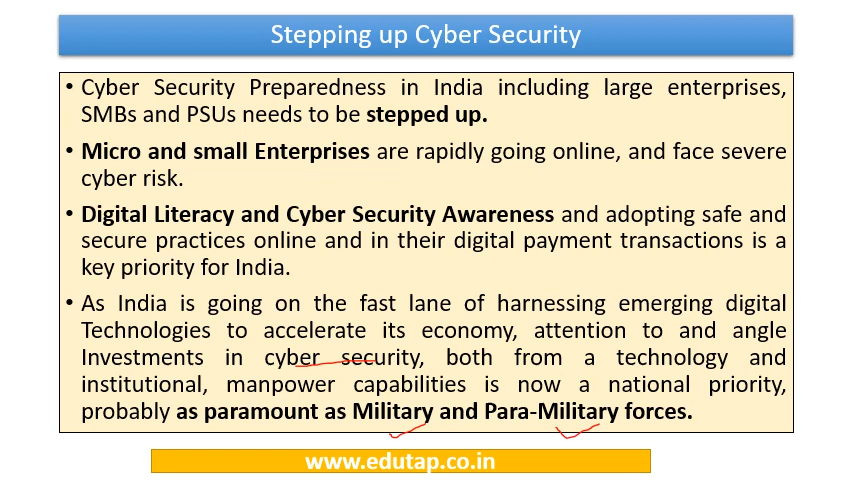 Stepping up Cyber Security
• Cyber Security Preparedness in India including large enterprises,
SMBs and PSUs needs to be stepped up.
• Micro and small Enterprises are rapidly going online, and face severe
cyber risk.
• Digital Literacy and Cyber Security Awareness and adopting safe and
secure practices online and in their digital payment transactions is a
key priority for India.
• As India is going on the fast lane of harnessing emerging digital
Technologies to accelerate its economy, attention to and angle
Investments in cyber security, both from a technology and
institutional, manpower capabilities is now a national priority,
probably as paramount as Military and Para-Military forces.
www.edutap.co.in